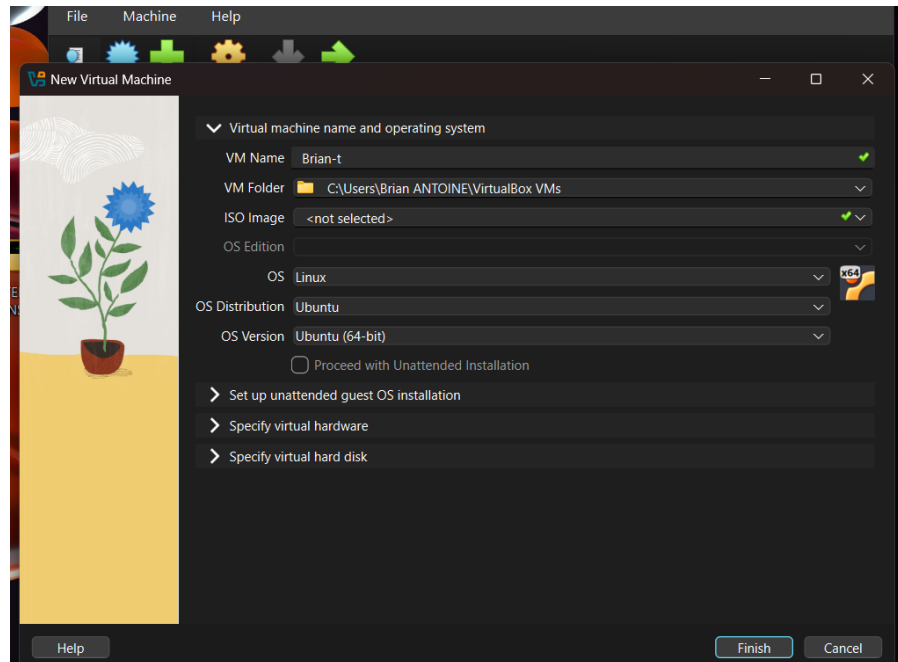 File Machine Help
New Virtual Machine
Virtual machine name and operating system
VM Name Brian-t
VM Folder C:\Users\Brian ANTOINE\VirtualBox VMs
ISO Image <not selected>
OS Edition
OS Linux
x64
OS Distribution Ubuntu
OS Version Ubuntu (64-bit)
Proceed with Unattended Installation
Set up unattended guest OS installation
Specify virtual hardware
Specify virtual hard disk
Help Finish Cancel